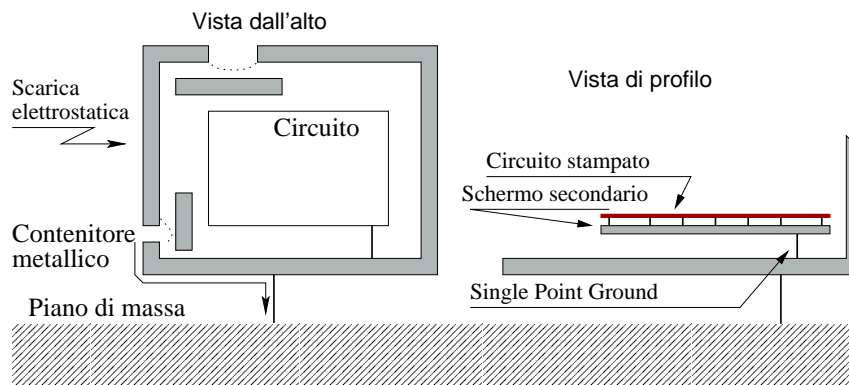 Vista dall'alto
Scarica
elettrostatica
Circuito
Contenitore
metallico
Piano di massa
Vista di profilo
Circuito stampato
Schermo secondario
Single Point Ground